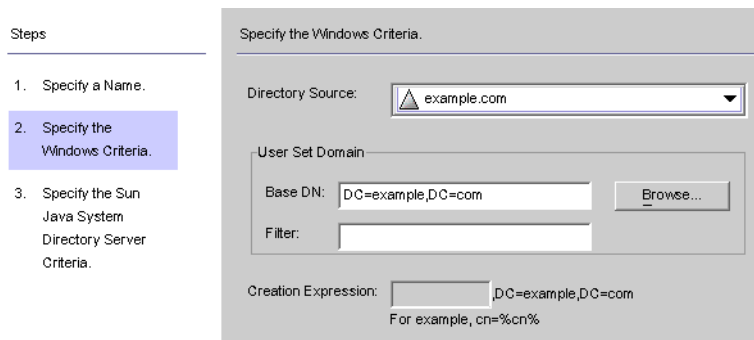 Steps
1. Specify a Name.
2. Specify the
Windows Criteria.
3. Specify the Sun
Java System
Directory Server
Criteria.
Specify the Windows Criteria.
Directory Source:
example.com
User Set Domain
Base DN:
DC=example,DC=com
Browse...
Filter:
Creation Expression:
,DC=example,DC=com
For example, cn=%cn%